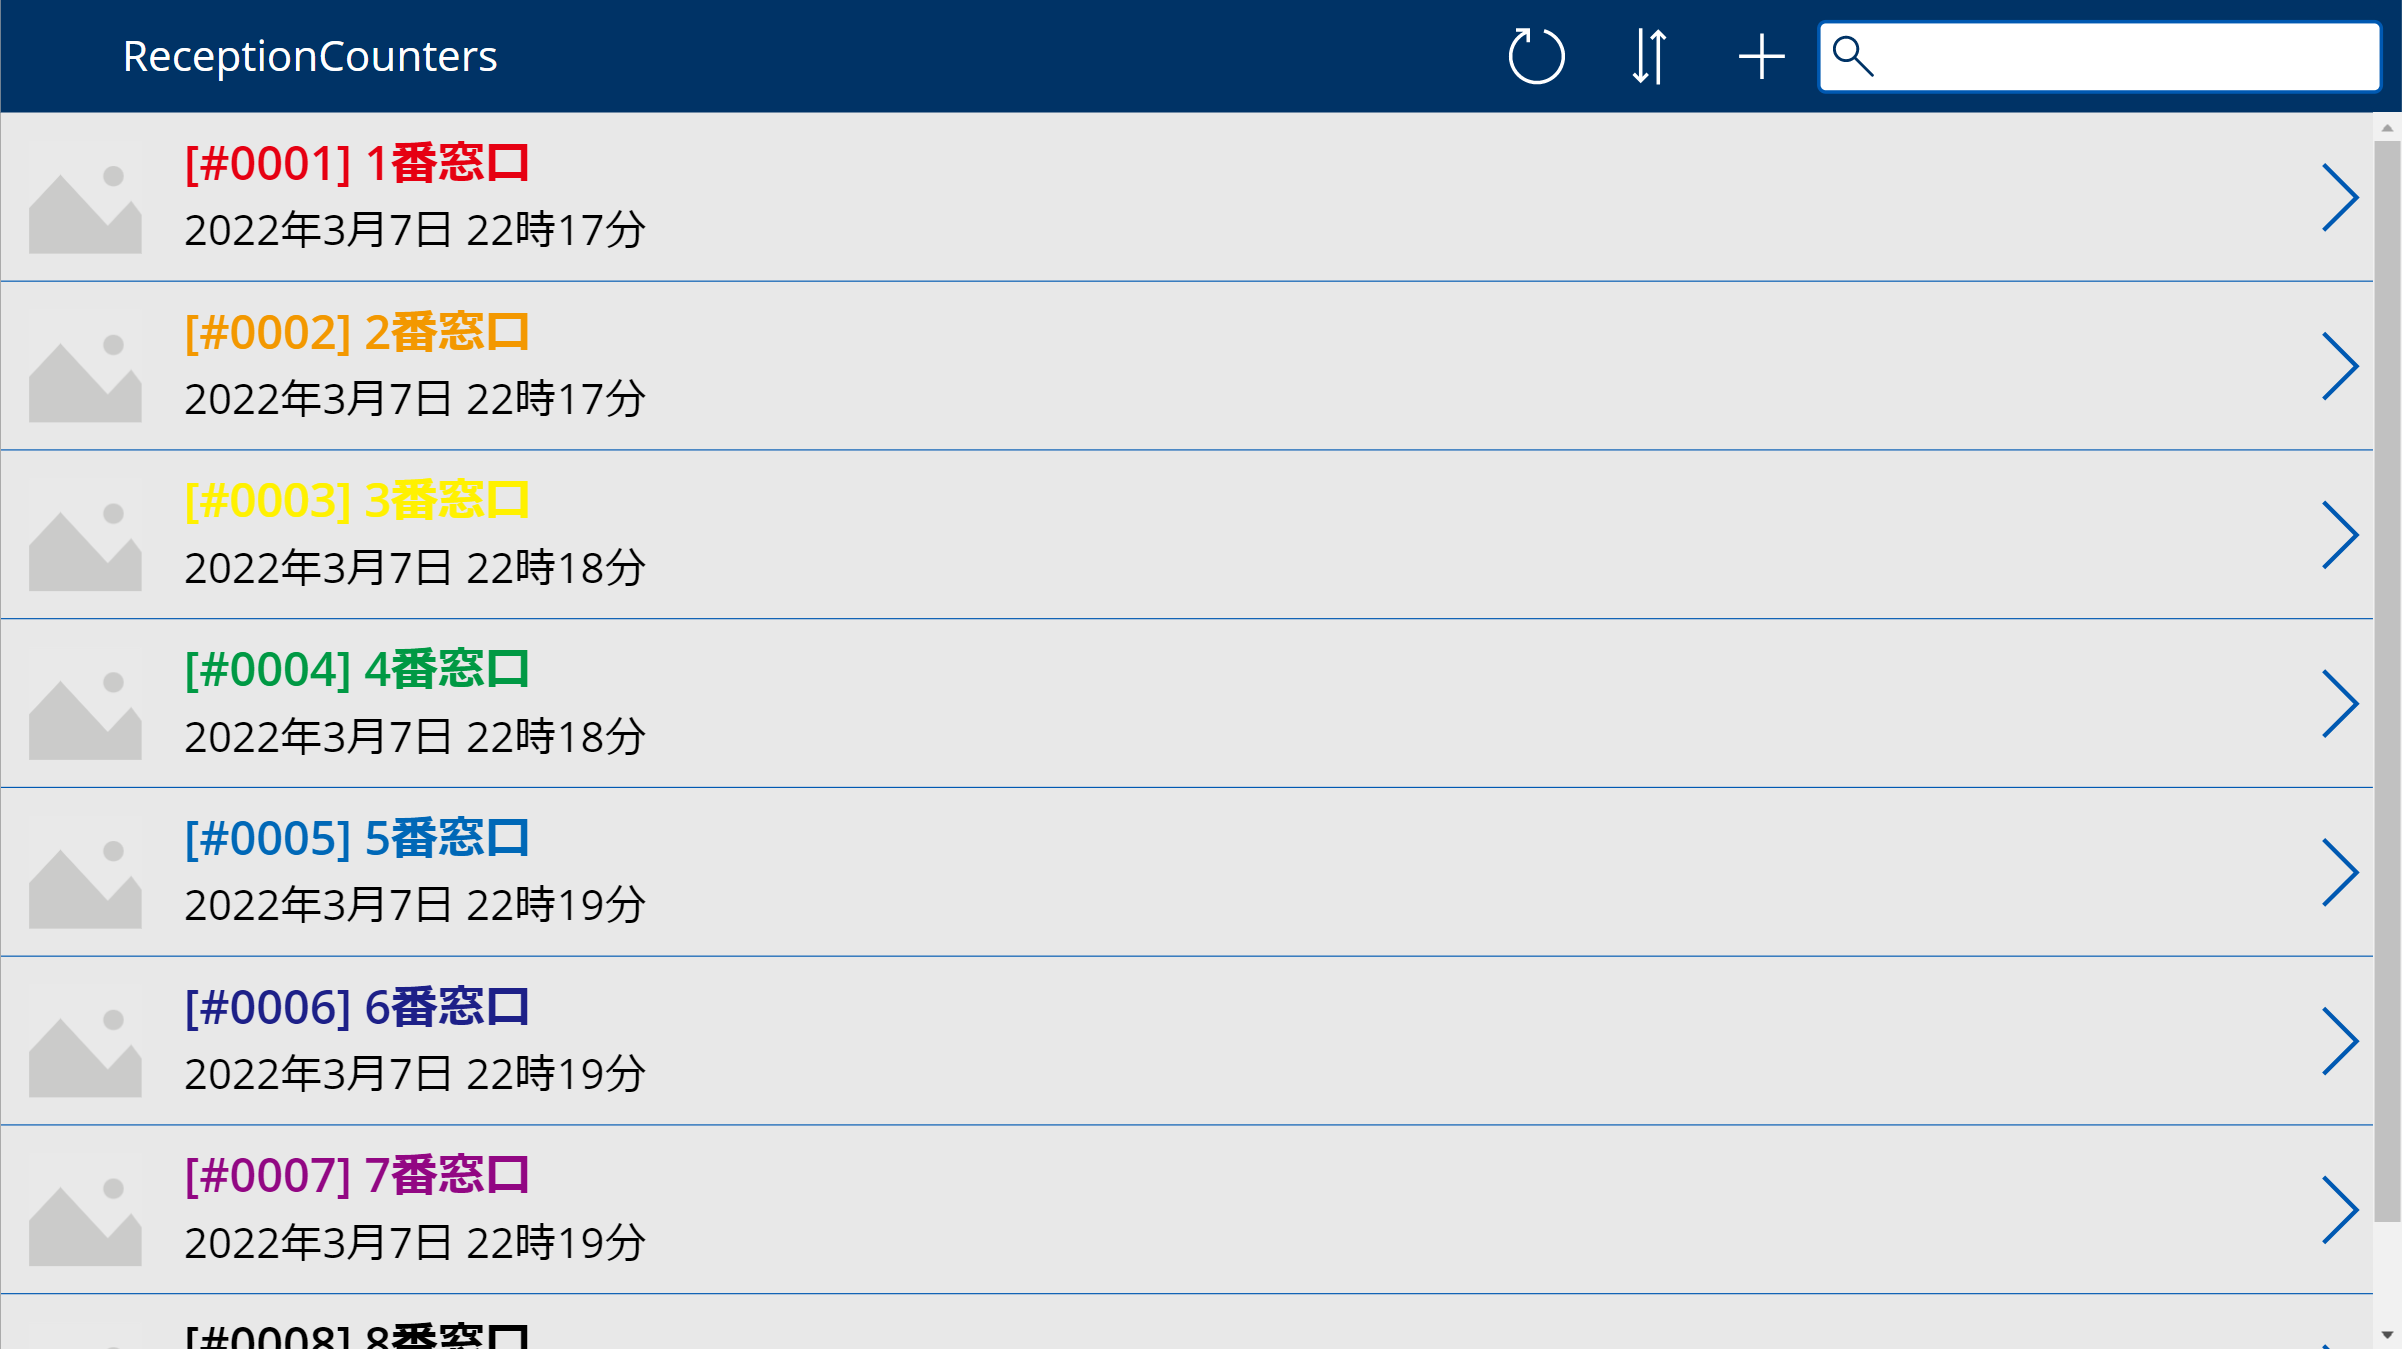 ReceptionCounters
[#0001] 1番窓口
2022年3月7日 22時17分
[#0002] 2番窓口
2022年3月7日 22時17分
[#0003] 3番窓口
2022年3月7日 22時18分
[#0004] 4番窓口
2022年3月7日 22時18分
[#0005] 5番窓口
2022年3月7日 22時19分
[#0006] 6番窓口
2022年3月7日 22時19分
[#0007] 7番窓口
2022年3月7日 22時19分
[#0008] 8番窓口